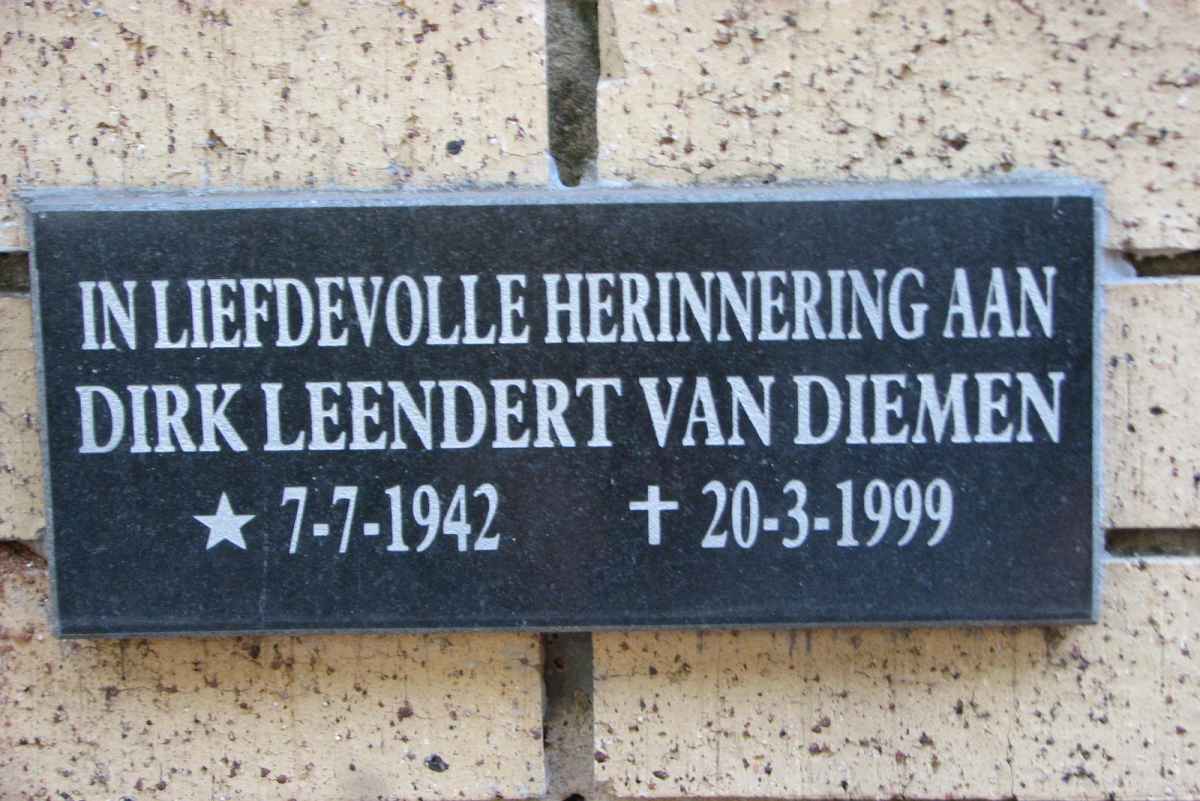 IN LIEFDEVOLLE HERINNERING AAN
DIRK LEENDERT VAN DIEMEN
★ 7-7-1942 ✝ 20-3-1999